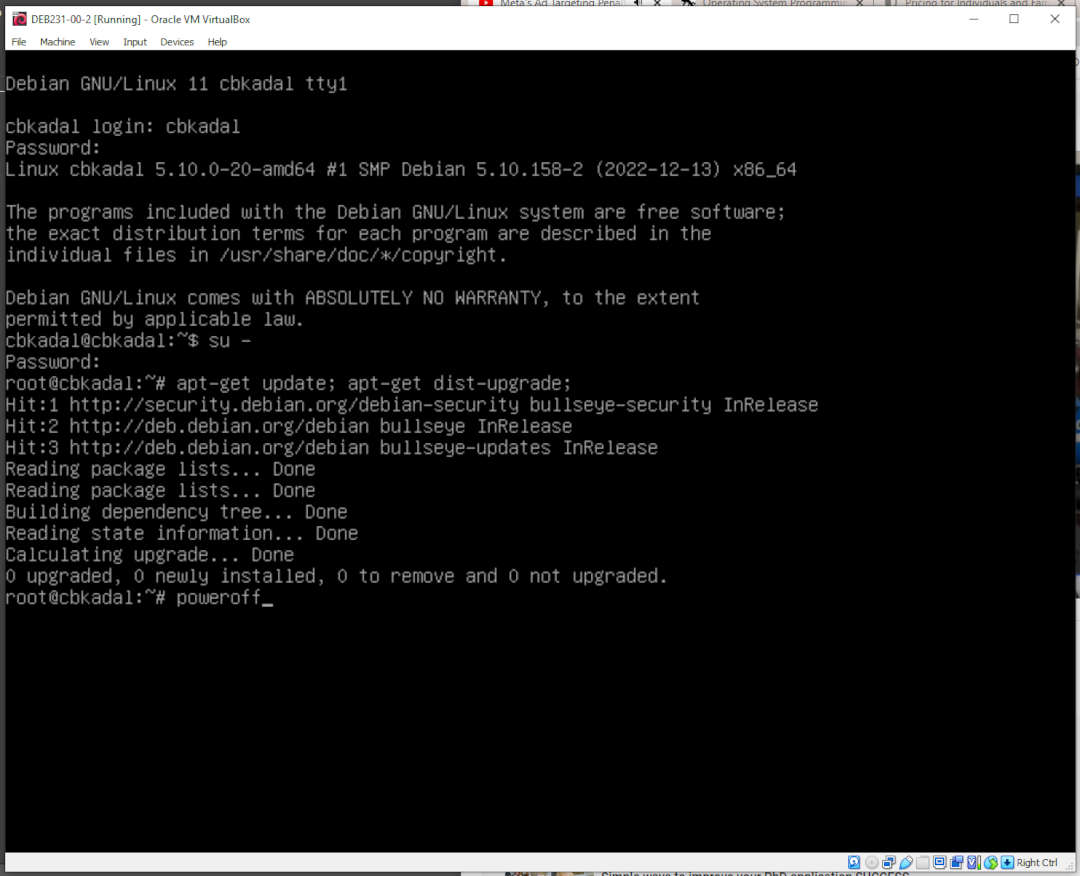 Meta's Ad Targeting Penal
Operating System Programmi
Pricing for Individuals and Fa
DEB231-00-2 [Running] - Oracle VM VirtualBox
File Machine View Input Devices Help
Debian GNU/Linux 11 cbkadal tty1
cbkadal login: cbkadal
Password:
Linux cbkadal 5.10.0-20-amd64 #1 SMP Debian 5.10.158-2 (2022-12-13) x86_64
The programs included with the Debian GNU/Linux system are free software;
the exact distribution terms for each program are described in the
individual files in /usr/share/doc/*/copyright.
Debian GNU/Linux comes with ABSOLUTELY NO WARRANTY, to the extent
permitted by applicable law.
cbkadal@cbkadal:~$ su -
Password:
root@cbkadal:~# apt-get update; apt-get dist-upgrade;
Hit:1 http://security.debian.org/debian-security bullseye-security InRelease
Hit:2 http://deb.debian.org/debian bullseye InRelease
Hit:3 http://deb.debian.org/debian bullseye-updates InRelease
Reading package lists... Done
Reading package lists... Done
Building dependency tree... Done
Reading state information... Done
Calculating upgrade... Done
0 upgraded, 0 newly installed, 0 to remove and 0 not upgraded.
root@cbkadal:~# poweroff_
Right Ctrl
Simple ways to improve your PhD application SUCCESS